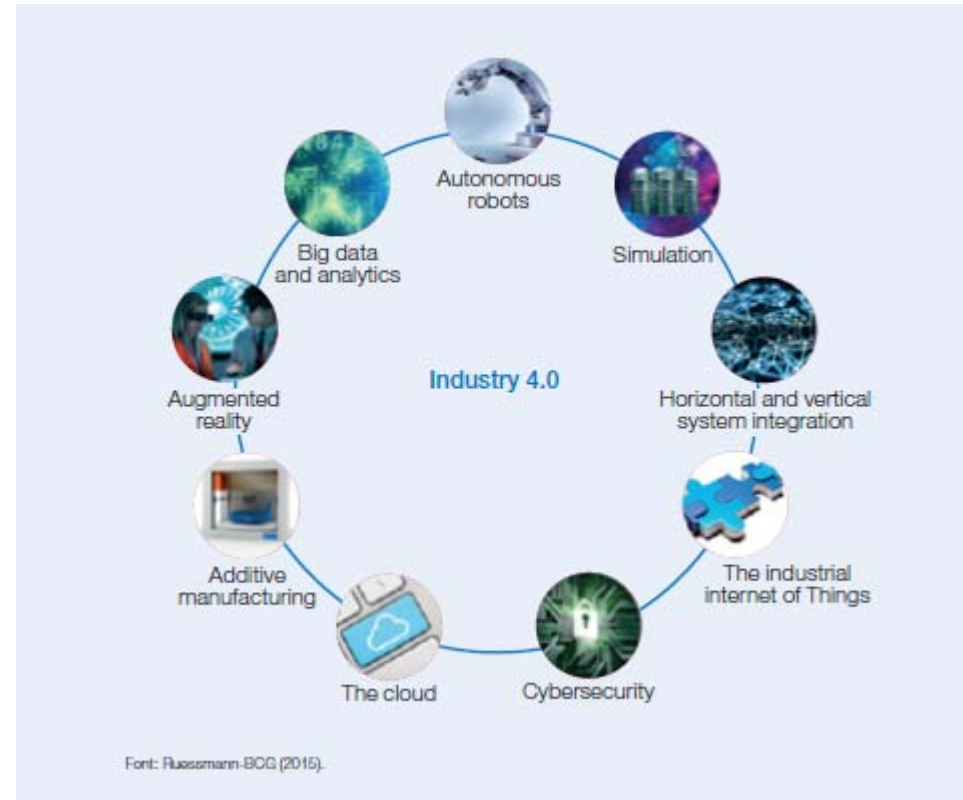 Autonomous
robots
Big data
and analytics
Simulation
Augmented
reality
Industry 4.0
Horizontal and vertical
system integration
Additive
manufacturing
The industrial
internet of Things
The cloud
Cybersecurity
Font: Ruessmann-BCG (2015).